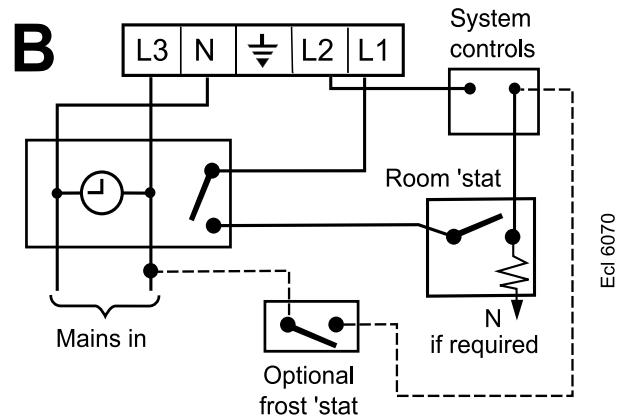 B
L3 N L2 L1
System
controls
Room 'stat
Ecl 6070
N
if required
Mains in
Optional
frost 'stat